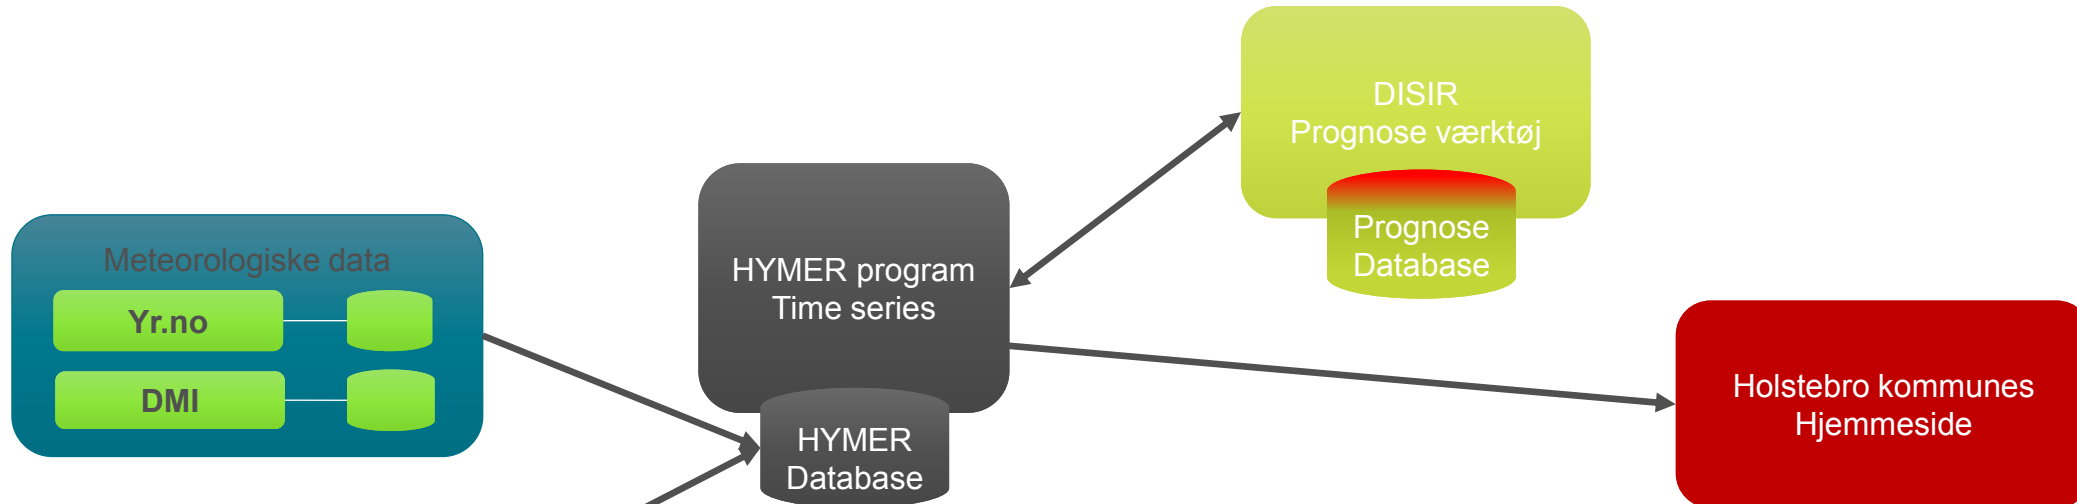 Meteorologiske data
Yr.no
DMI
HYMER program
Time series
HYMER
Database
DISIR
Prognose værktøj
Prognose
Database
Holstebro kommunes
Hjemmeside